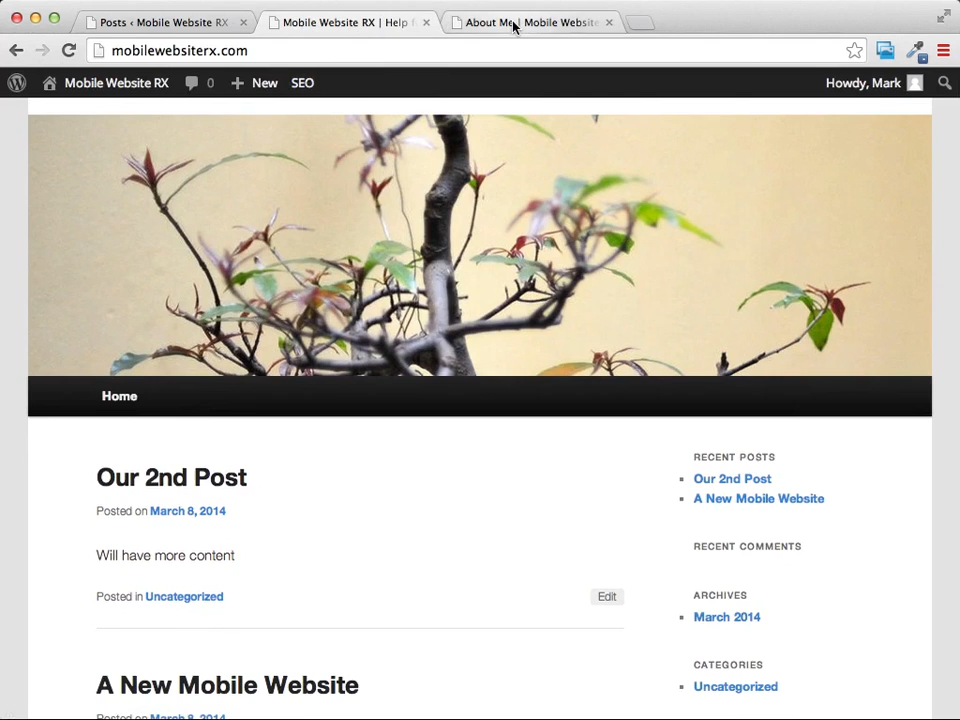 Posts ‹ Mobile Website RX
Mobile Website RX | Help f
About Me | Mobile Website
mobilewebsiterx.com
Mobile Website RX
0
New
SEO
Howdy, Mark
Home
Our 2nd Post
Posted on March 8, 2014
Will have more content
Posted in Uncategorized
Edit
A New Mobile Website
Posted on March 8, 2014
RECENT POSTS
Our 2nd Post
A New Mobile Website
RECENT COMMENTS
ARCHIVES
March 2014
CATEGORIES
Uncategorized